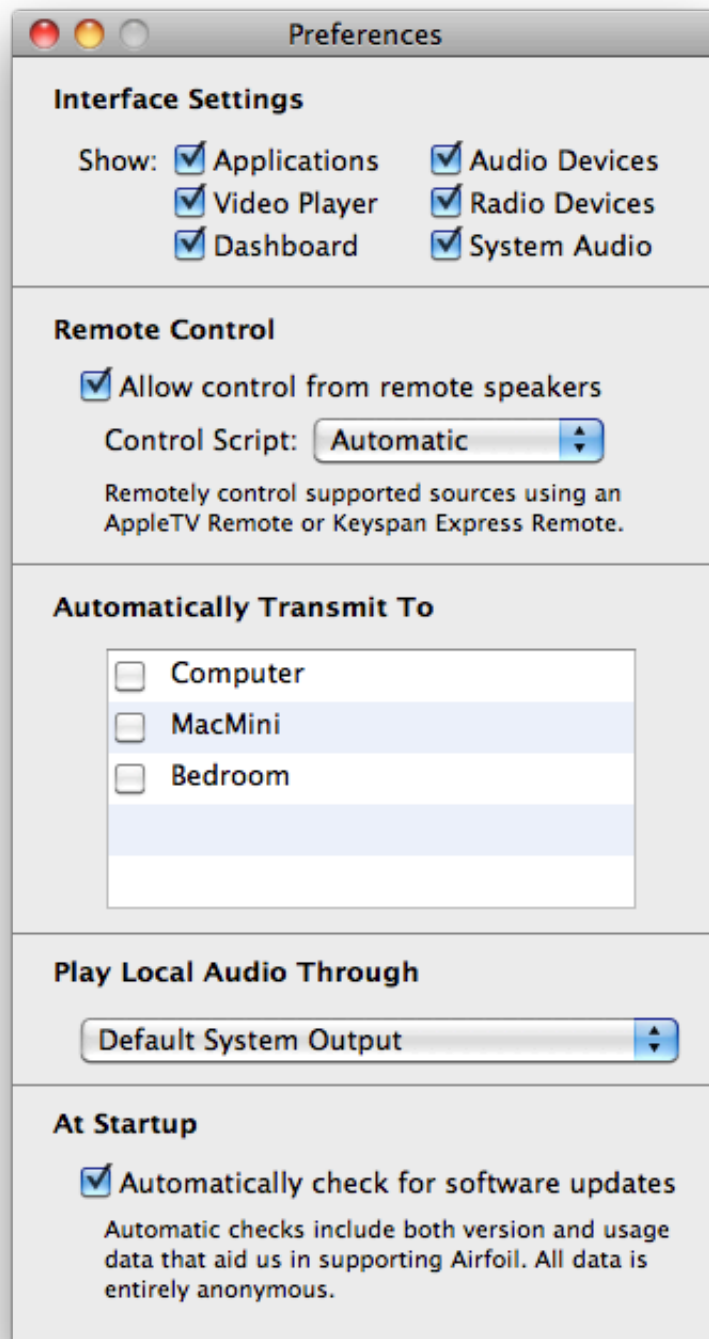 Preferences
Interface Settings
Show: Applications Audio Devices
Video Player Radio Devices
Dashboard System Audio
Remote Control
Allow control from remote speakers
Control Script: Automatic
Remotely control supported sources using an
AppleTV Remote or Keyspan Express Remote.
Automatically Transmit To
Computer
MacMini
Bedroom
Play Local Audio Through
Default System Output
At Startup
Automatically check for software updates
Automatic checks include both version and usage
data that aid us in supporting Airfoil. All data is
entirely anonymous.